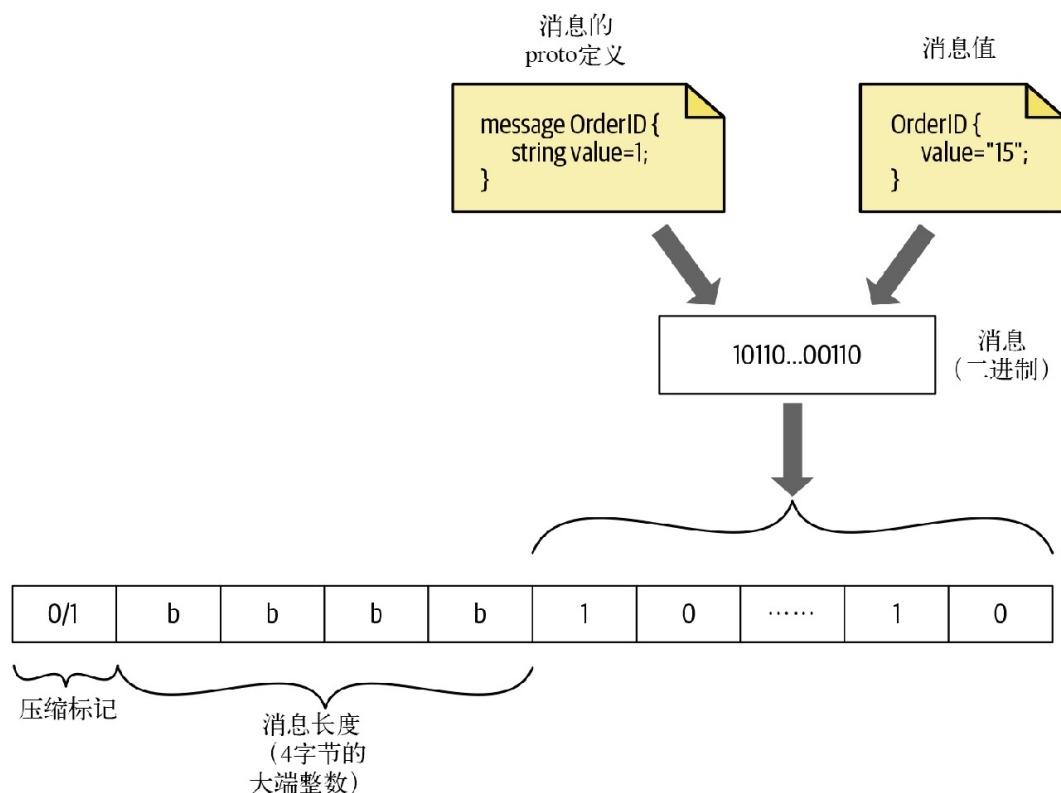 消息的
proto定义
消息值
message OrderID {
string value=1;
}
OrderID {
value="15";
}
10110...00110
消息
（二进制）
0/1 b b b b 1 0 …… 1 0
压缩标记
消息长度
（4字节的
大端整数）